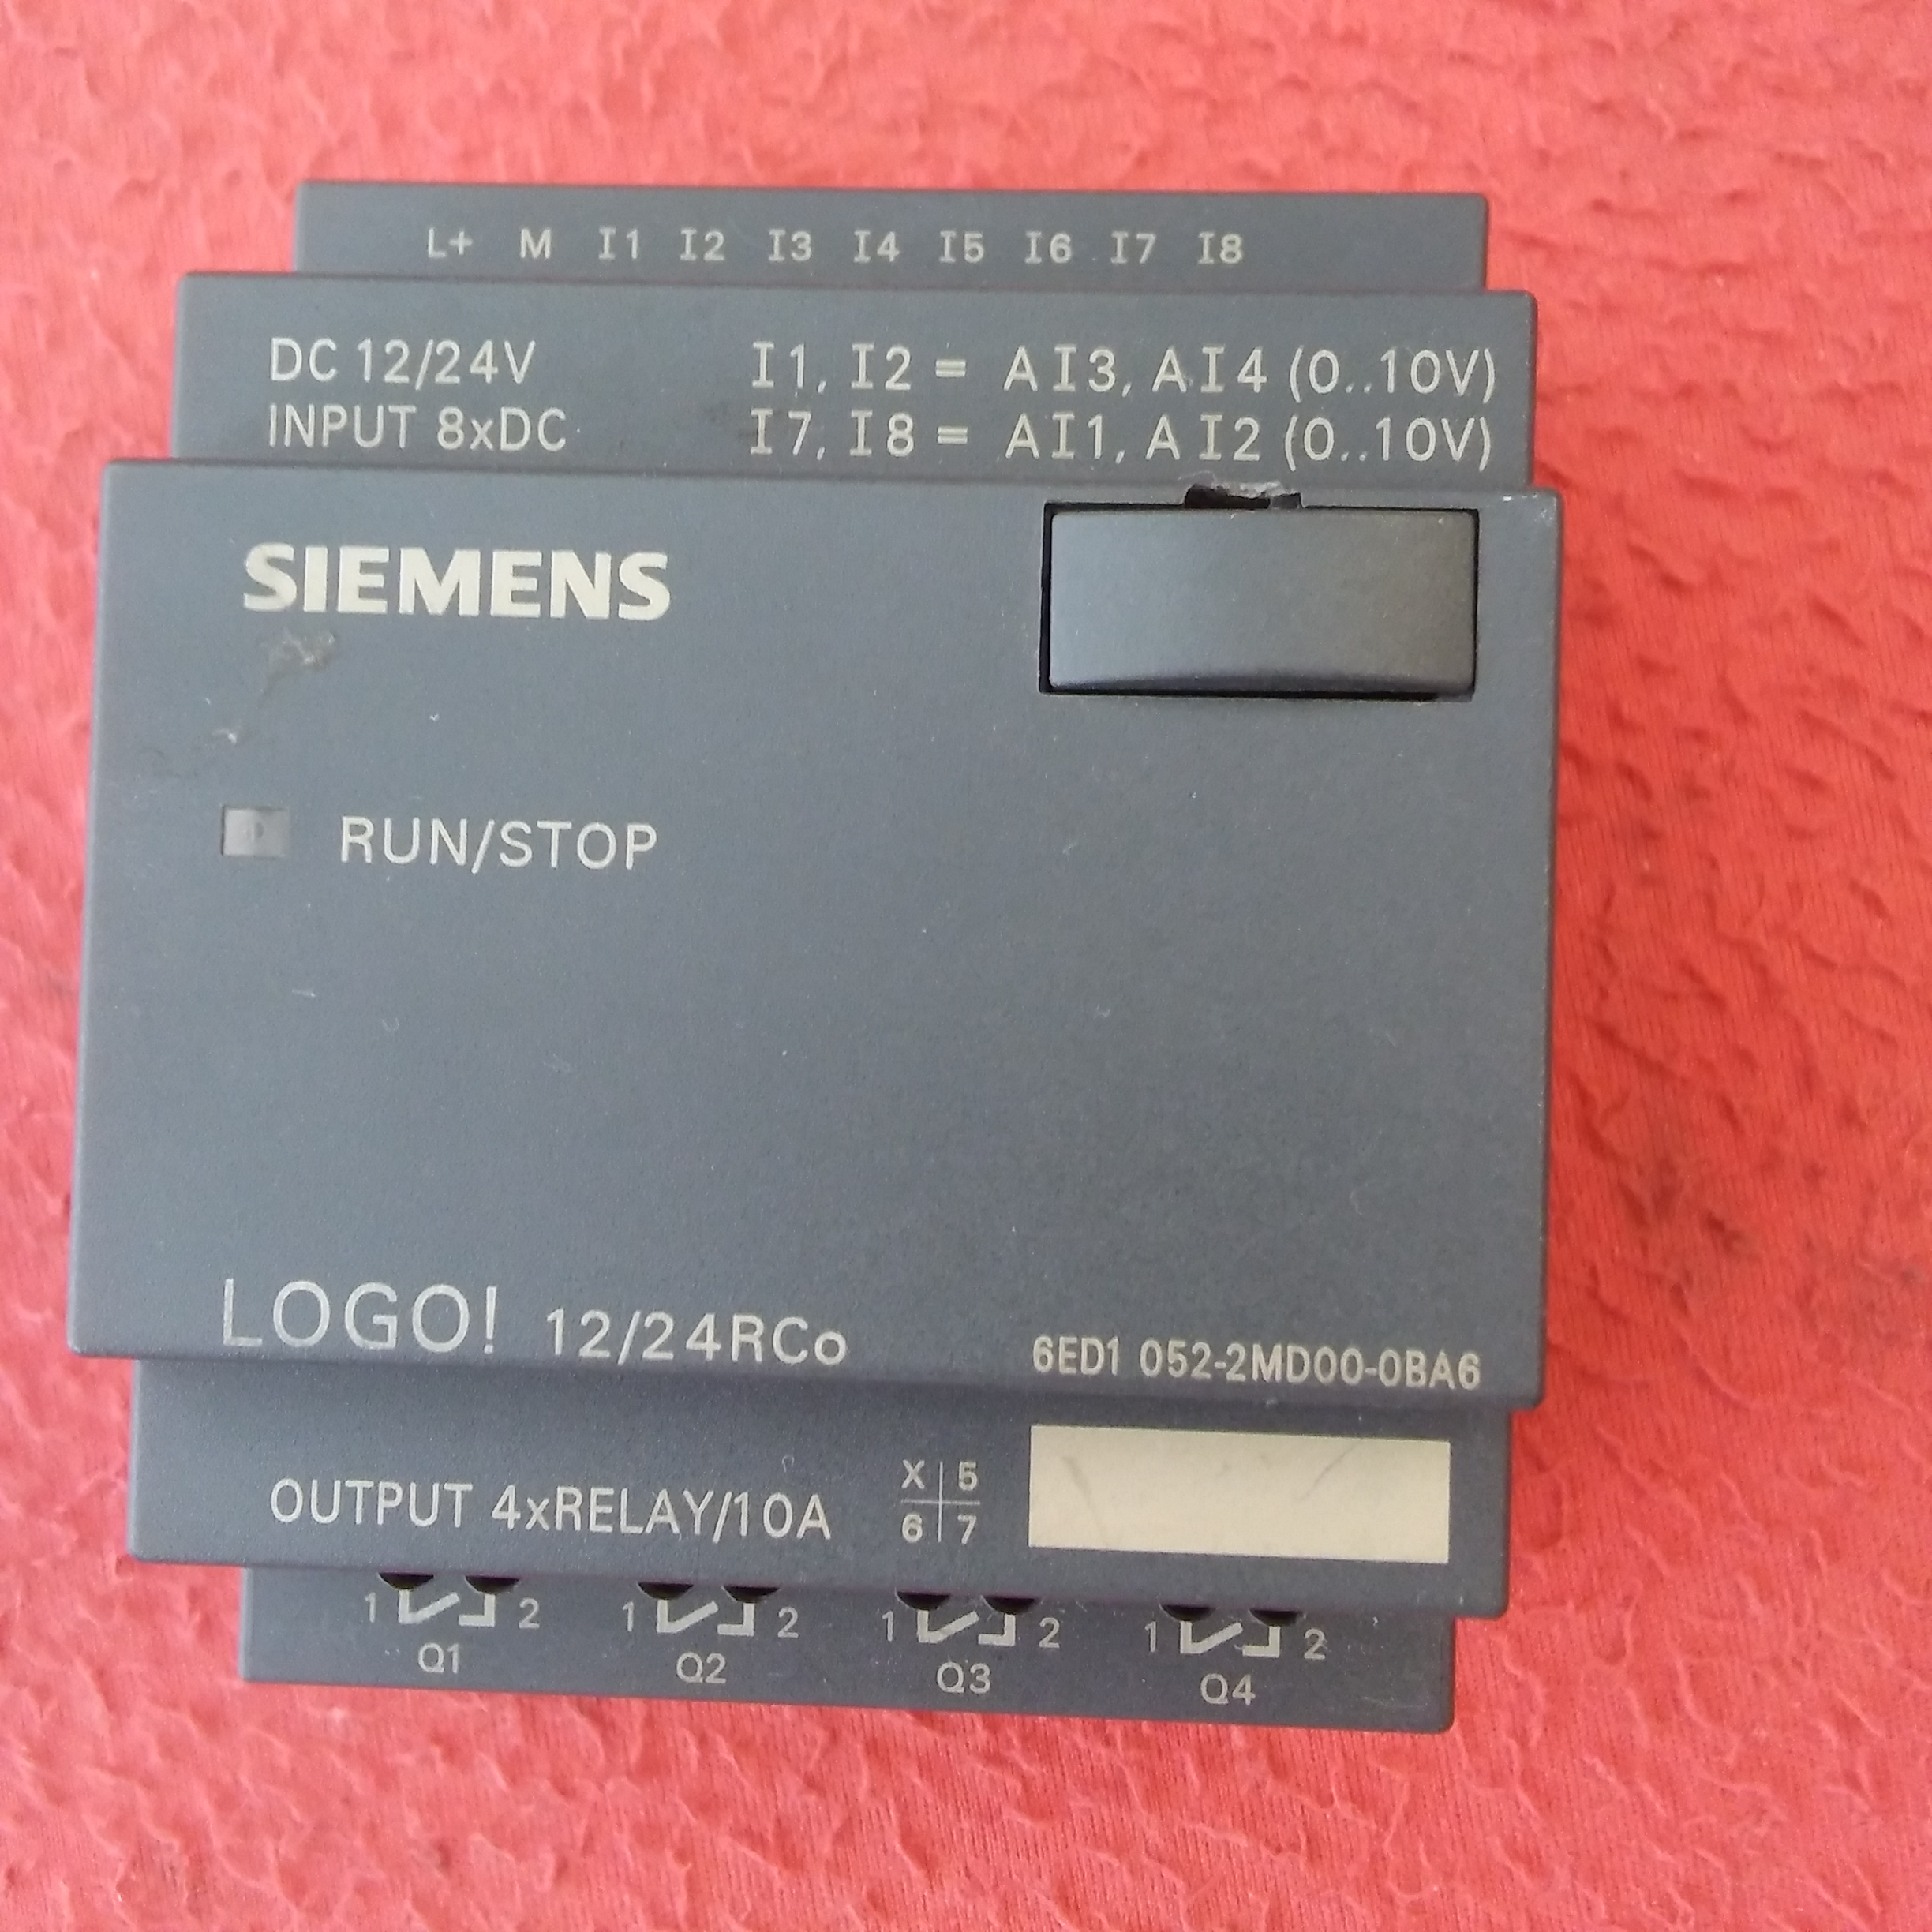 L+ M I1 I2 I3 I4 I5 I6 I7 I8
DC 12/24V
INPUT 8xDC
I1, I2 = AI3, AI4 (0..10V)
I7, I8 = AI1, AI2 (0..10V)
SIEMENS
RUN/STOP
LOGO! 12/24RCo
6ED1 052-2MD00-0BA6
OUTPUT 4xRELAY/10A
X 5
6 7
1 2 1 2 1 2 1 2
Q1 Q2 Q3 Q4